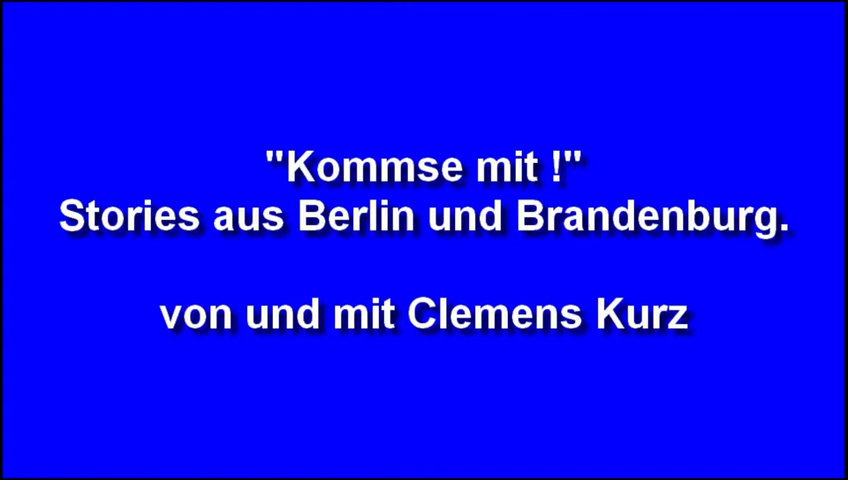 "Kommse mit !"
Stories aus Berlin und Brandenburg.
von und mit Clemens Kurz